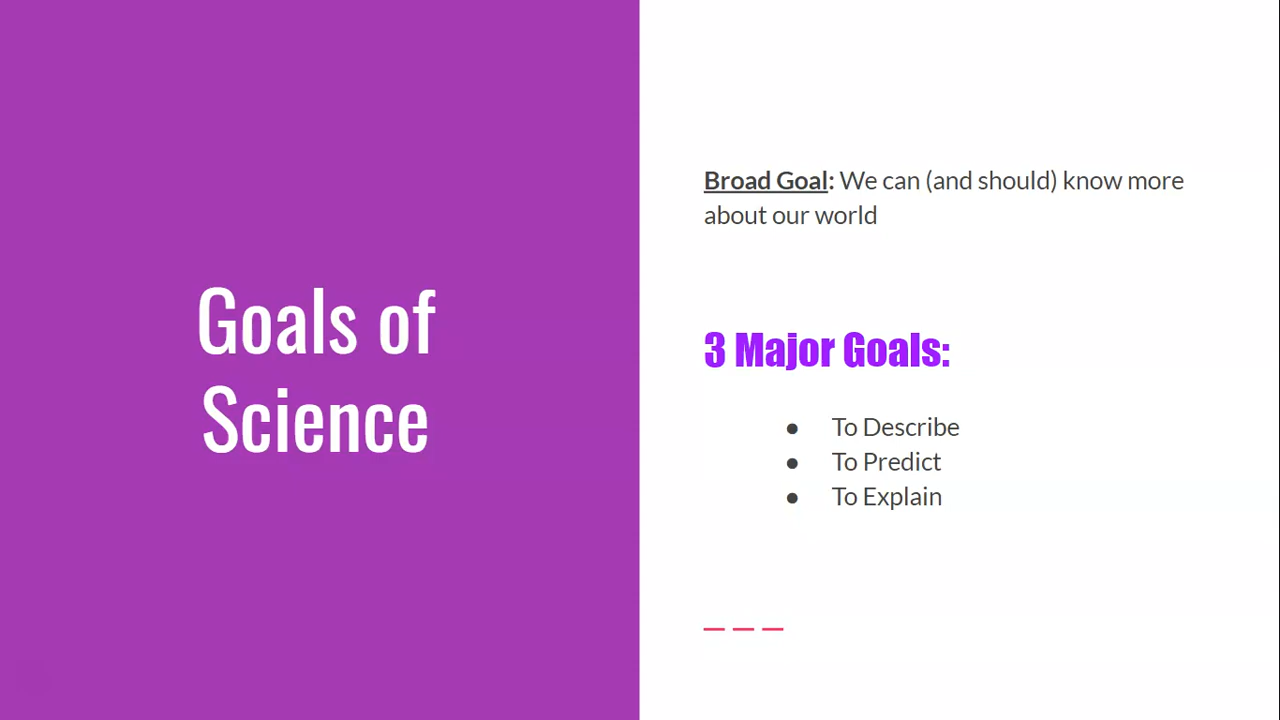 Goals of
Science
Broad Goal: We can (and should) know more
about our world
3 Major Goals:
● To Describe
● To Predict
● To Explain